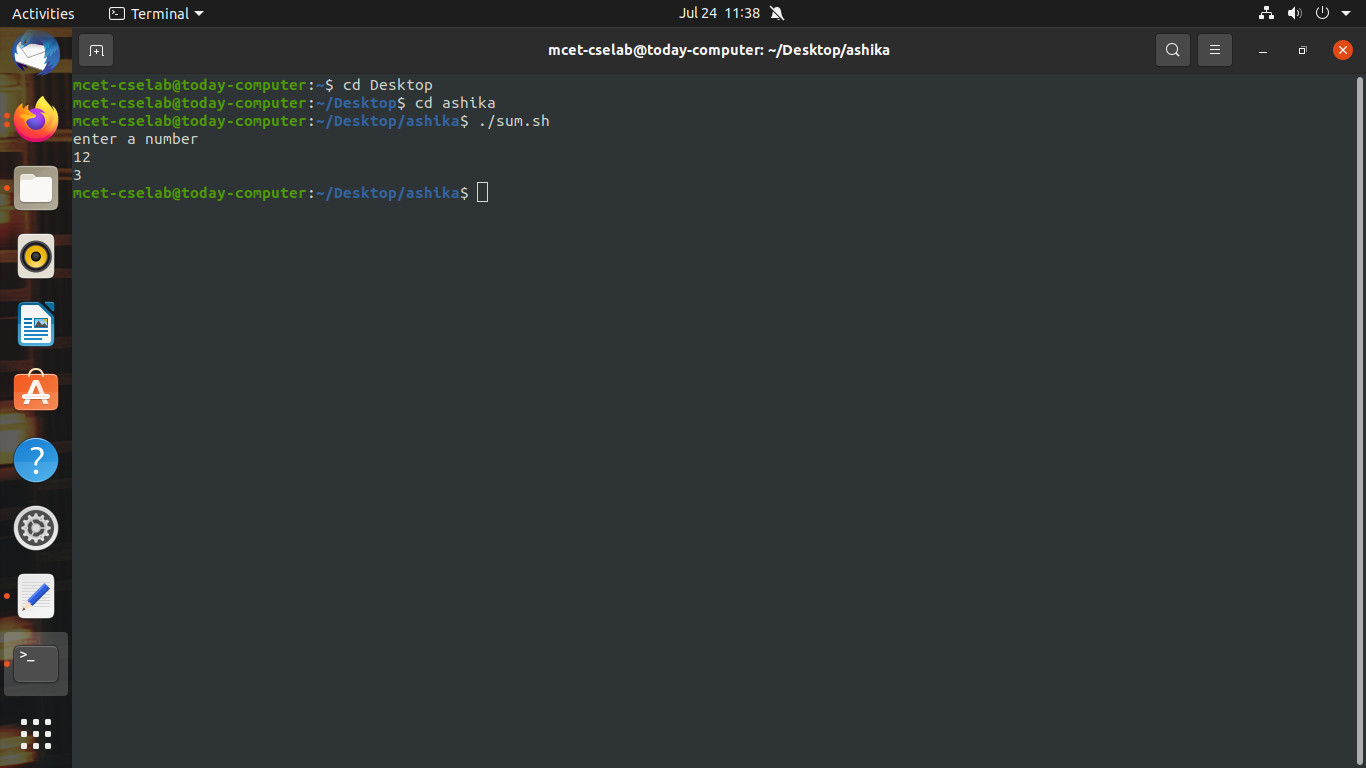 Activities Terminal Jul 24 11:38
mcet-cselab@today-computer: ~/Desktop/ashika
mcet-cselab@today-computer:~$ cd Desktop
mcet-cselab@today-computer:~/Desktop$ cd ashika
mcet-cselab@today-computer:~/Desktop/ashika$ ./sum.sh
enter a number
12
3
mcet-cselab@today-computer:~/Desktop/ashika$